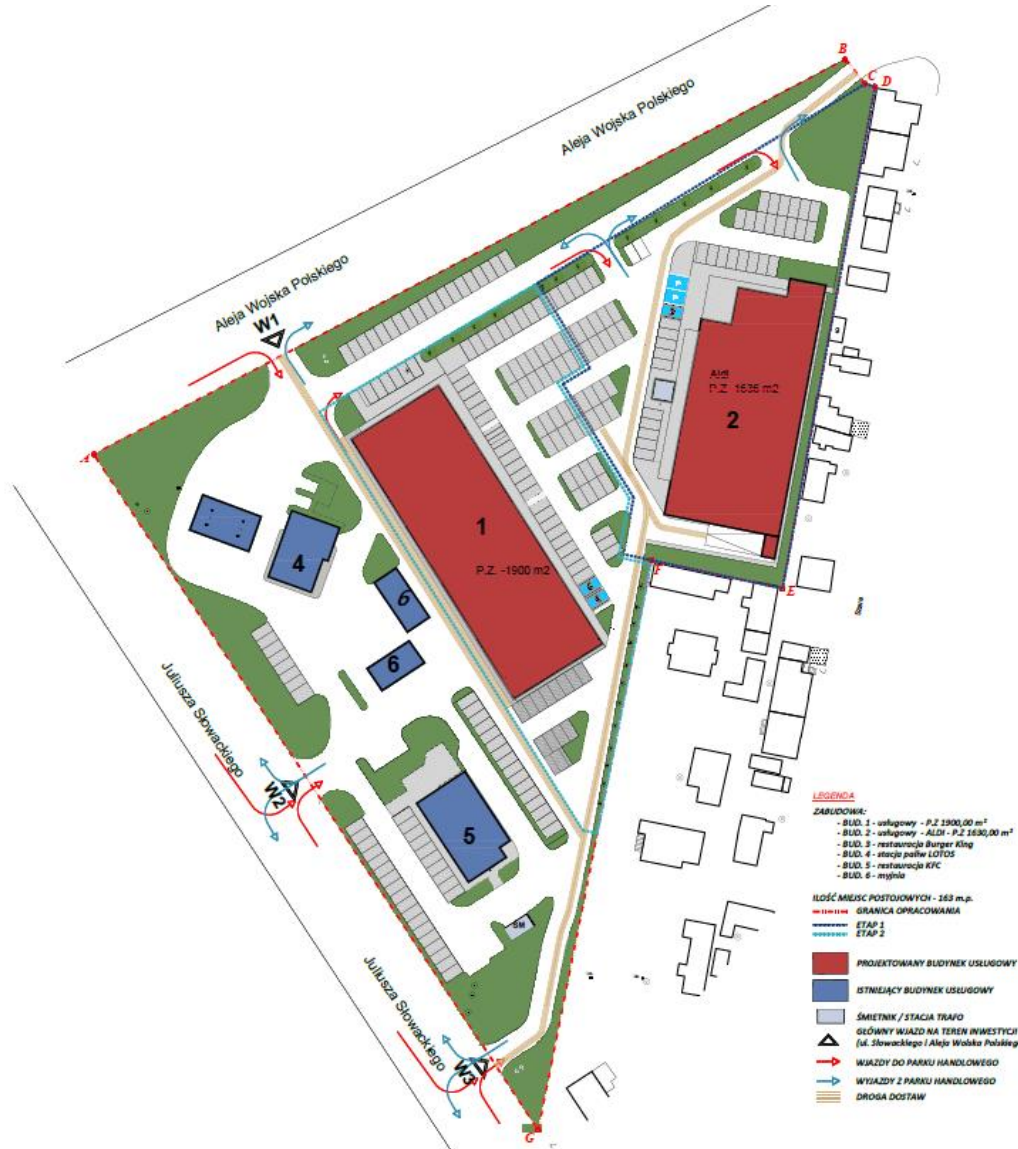 B
C D
Aleja Wojska Polskiego
Aleja Wojska Polskiego
W1
Aldi
P.Z. -1636 m2
2
A
1
P.Z. -1900 m2
4
6
6
F
E
Juliusza Słowackiego
W2
5
SM
Juliusza Słowackiego
W3
G
LEGENDA
ZABUDOWA:
- BUD. 1 - usługowy - P.Z 1900,00 m²
- BUD. 2 - usługowy - ALDI - P.Z 1630,00 m²
- BUD. 3 - restauracja Burger King
- BUD. 4 - stacja paliw LOTOS
- BUD. 5 - restauracja KFC
- BUD. 6 - myjnia
ILOŚĆ MIEJSC POSTOJOWYCH - 163 m.p.
GRANICA OPRACOWANIA
ETAP 1
ETAP 2
PROJEKTOWANY BUDYNEK USŁUGOWY
ISTNIEJĄCY BUDYNEK USŁUGOWY
ŚMIETNIK / STACJA TRAFO
GŁÓWNY WJAZD NA TEREN INWESTYCJI
(ul. Słowackiego i Aleja Wolska Polskieg
WJAZDY DO PARKU HANDLOWEGO
WYJAZDY Z PARKU HANDLOWEGO
DROGA DOSTAW